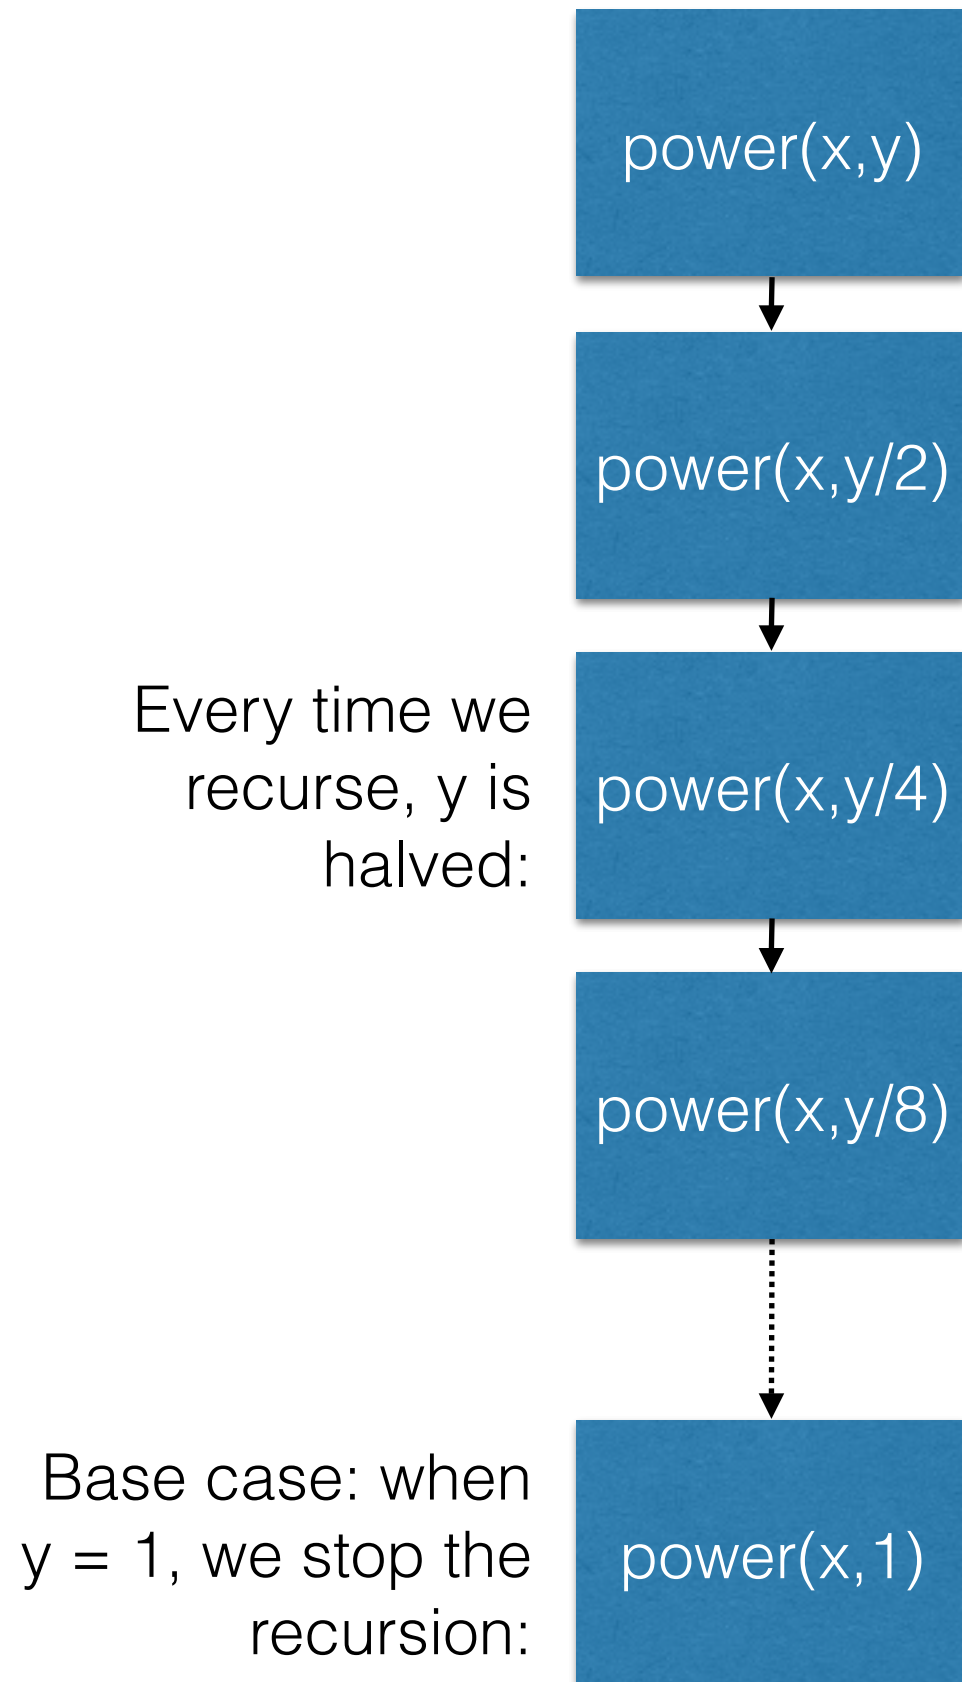 power(x,y)
power(x,y/2)
Every time we
recurse, y is
halved:
power(x,y/4)
power(x,y/8)
Base case: when
y = 1, we stop the
recursion:
power(x,1)